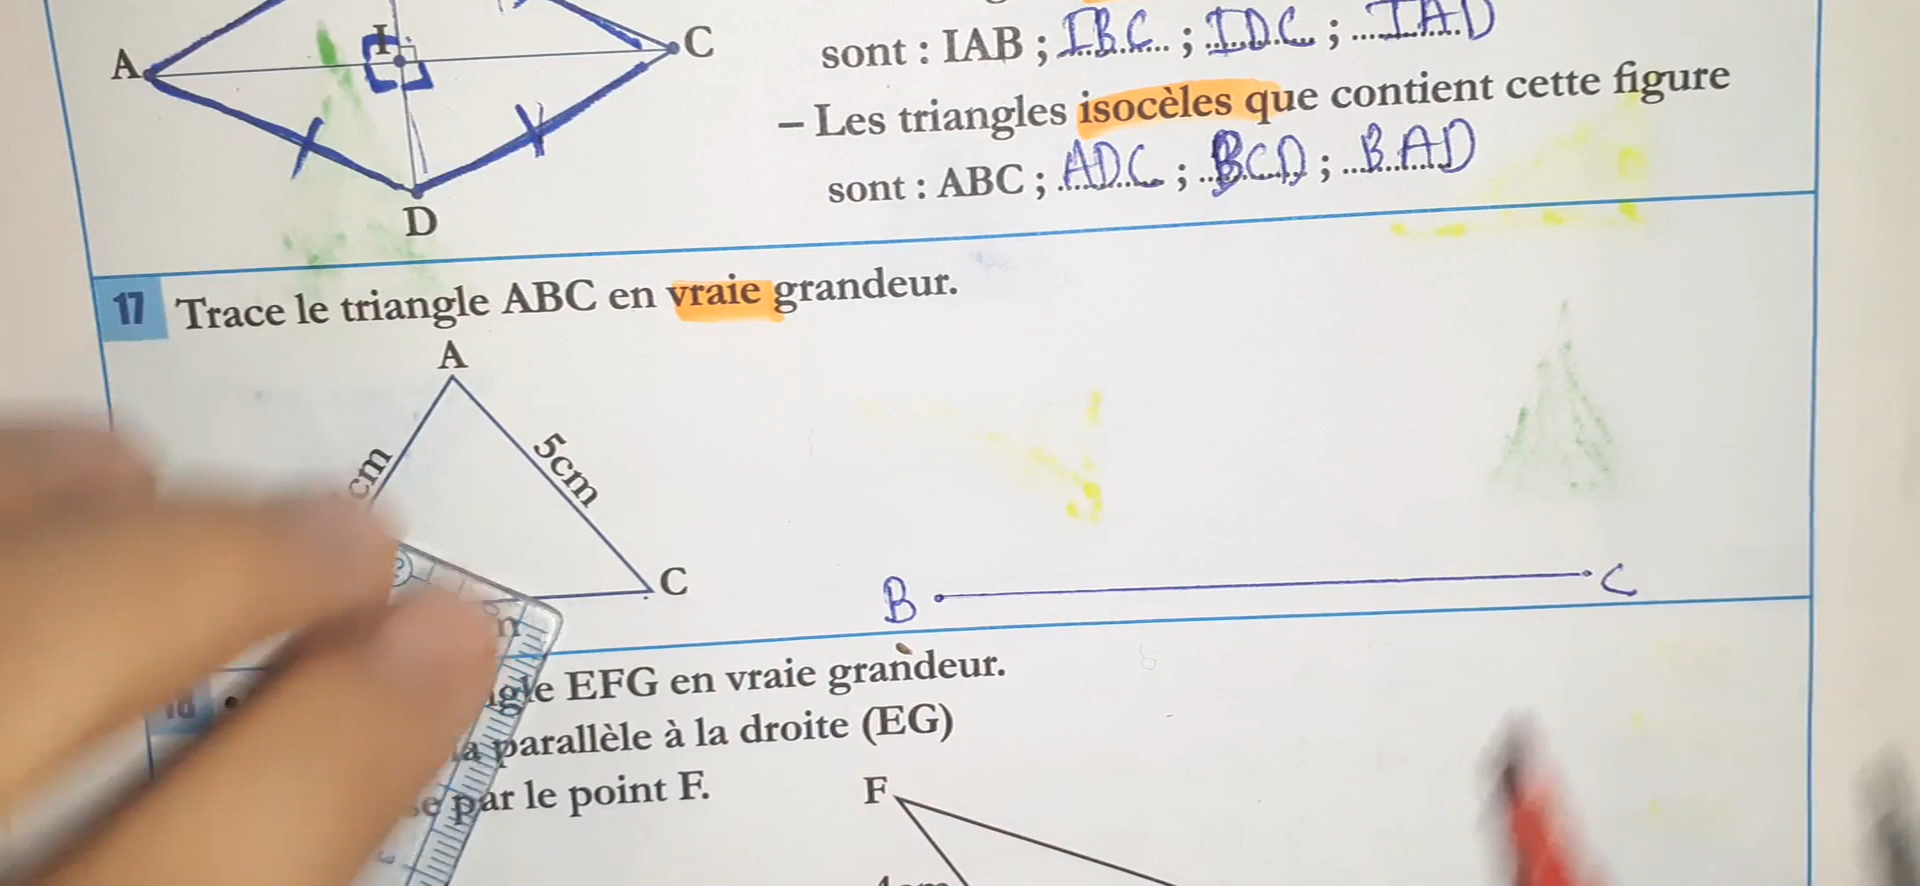 I
A
C
D
sont : IAB ; IBC ; IDC ; IAD
– Les triangles isocèles que contient cette figure
sont : ABC ; ADC ; BCD ; BAD
17 Trace le triangle ABC en vraie grandeur.
A
cm
5cm
C
B
C
EFG en vraie grandeur.
parallèle à la droite (EG)
par le point F.
F